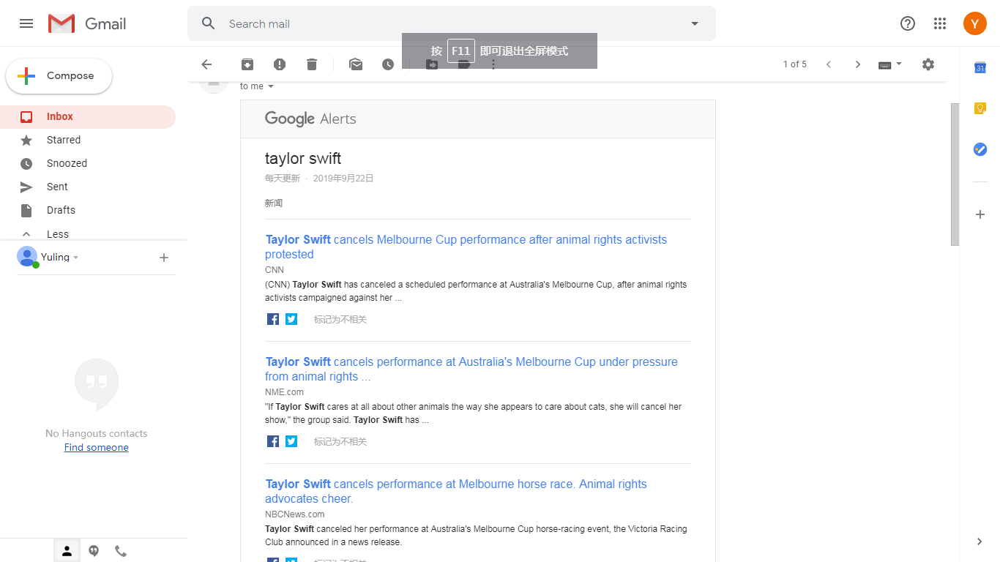 Gmail
Search mail
按 F11 即可退出全屏模式
Compose
1 of 5
31
to me
Inbox
Starred
Snoozed
Sent
Drafts
Less
Yuling
No Hangouts contacts
Find someone
Y
Google Alerts
taylor swift
每天更新 · 2019年9月22日
新闻
Taylor Swift cancels Melbourne Cup performance after animal rights activists
protested
CNN
(CNN) Taylor Swift has canceled a scheduled performance at Australia's Melbourne Cup, after animal rights
activists campaigned against her ...
标记为不相关
Taylor Swift cancels performance at Australia's Melbourne Cup under pressure
from animal rights ...
NME.com
"If Taylor Swift cares at all about other animals the way she appears to care about cats, she will cancel her
show," the group said. Taylor Swift has ...
标记为不相关
Taylor Swift cancels performance at Melbourne horse race. Animal rights
advocates cheer.
NBCNews.com
Taylor Swift canceled her performance at Australia's Melbourne Cup horse-racing event, the Victoria Racing
Club announced in a news release.
标记为不相关